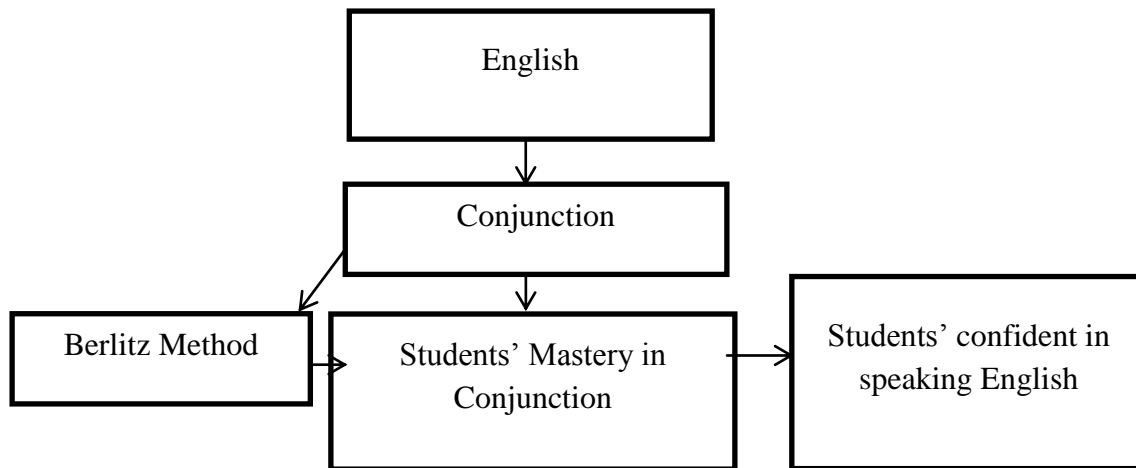 English
Conjunction
Berlitz Method
Students’ Mastery in
Conjunction
Students’ confident in
speaking English